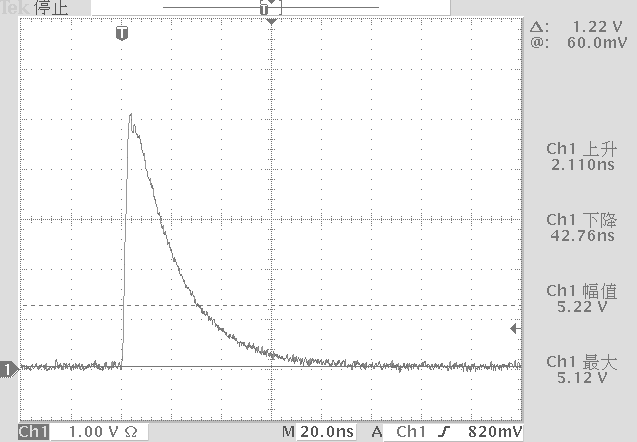 Tek 停止
T
T
Δ: 1.22 V
@: 60.0mV
Ch1 上升
2.110ns
Ch1 下降
42.76ns
Ch1 幅值
5.22 V
Ch1 最大
5.12 V
1
Ch1 1.00 V Ω M 20.0ns A Ch1 820mV